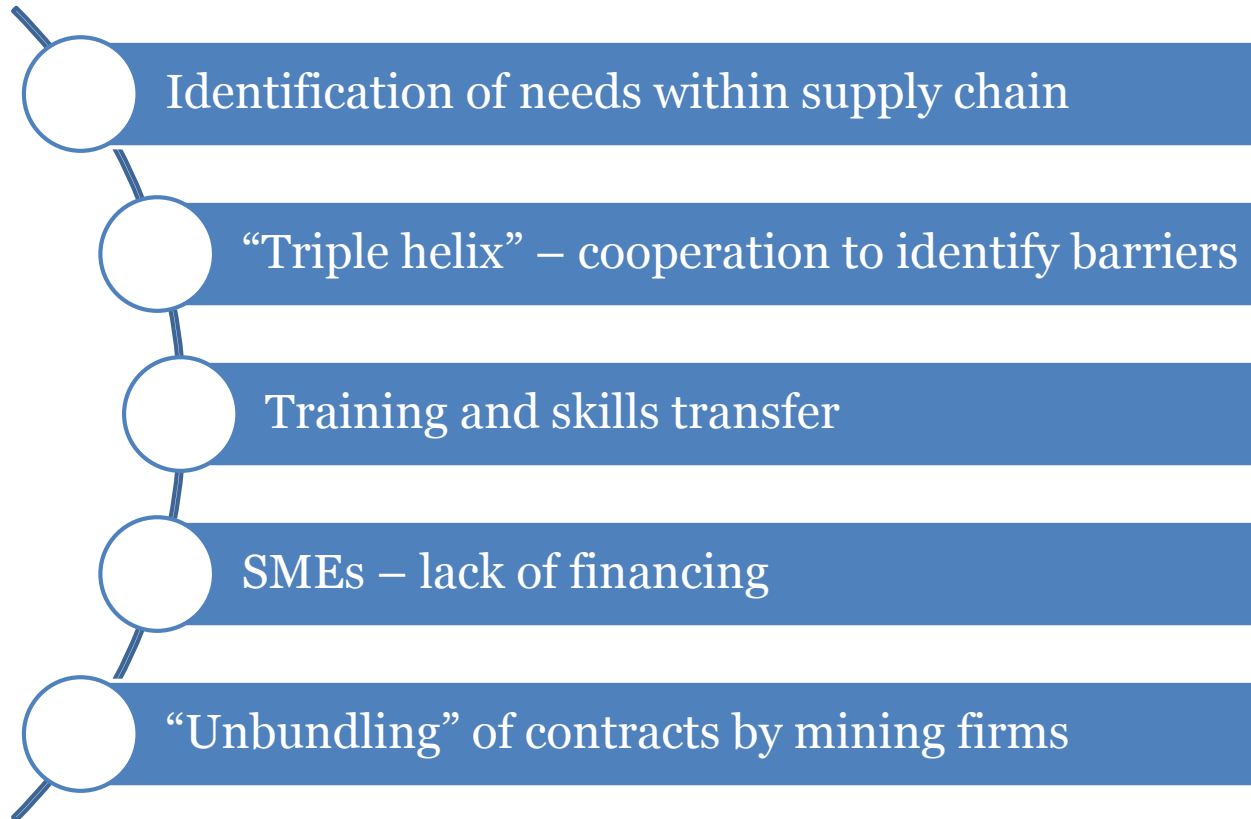 Identification of needs within supply chain
“Triple helix” – cooperation to identify barriers
Training and skills transfer
SMEs – lack of financing
“Unbundling” of contracts by mining firms